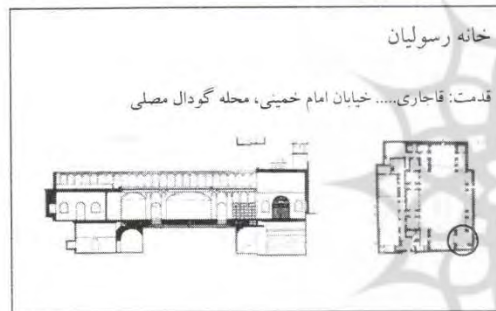 خانه رسولیان
قدمت: قاجاری..... خیابان امام خمینی، محله گودال مصلی